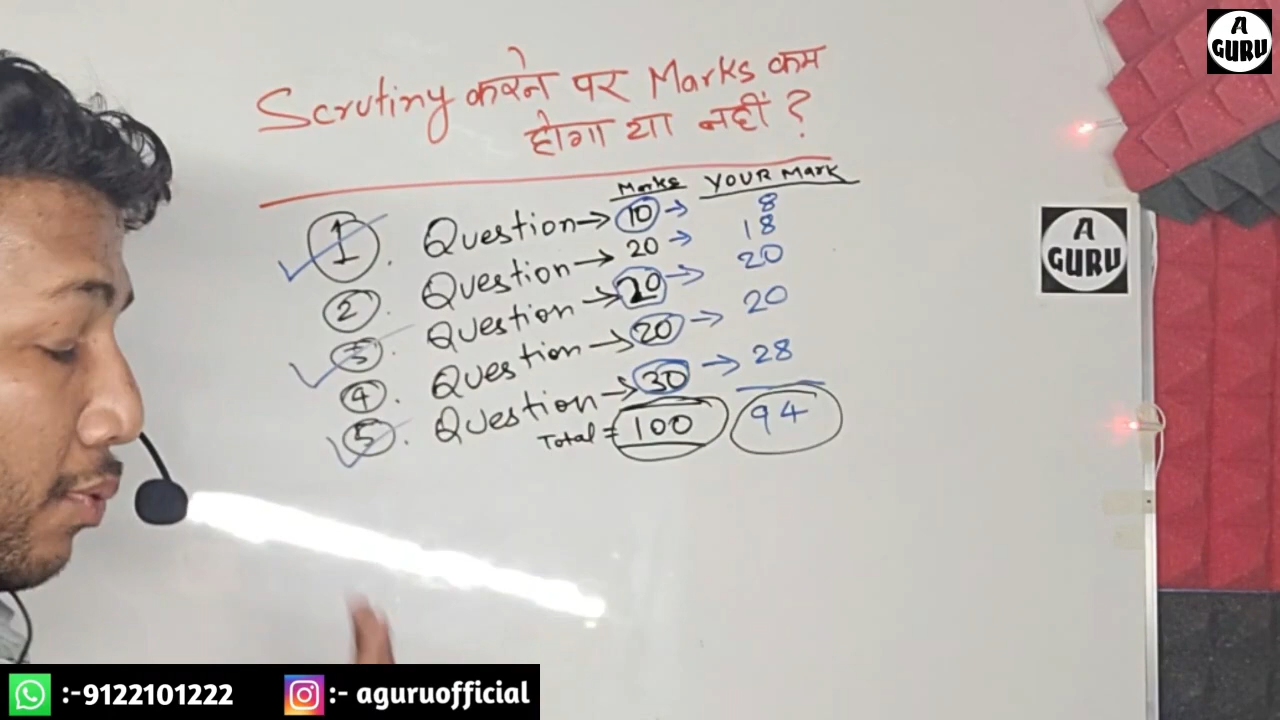 Scrutiny करने पर Marks कम
होगा या नहीं?
Marks YOUR Mark
1. Question→ 10 → 8
2. Question → 20 → 18
3. Question → 20 → 20
4. Question → 20 → 20
5. Question → 30 → 28
Total = 100 94
A
GURU
A
GURU
:-9122101222 :- aguruofficial